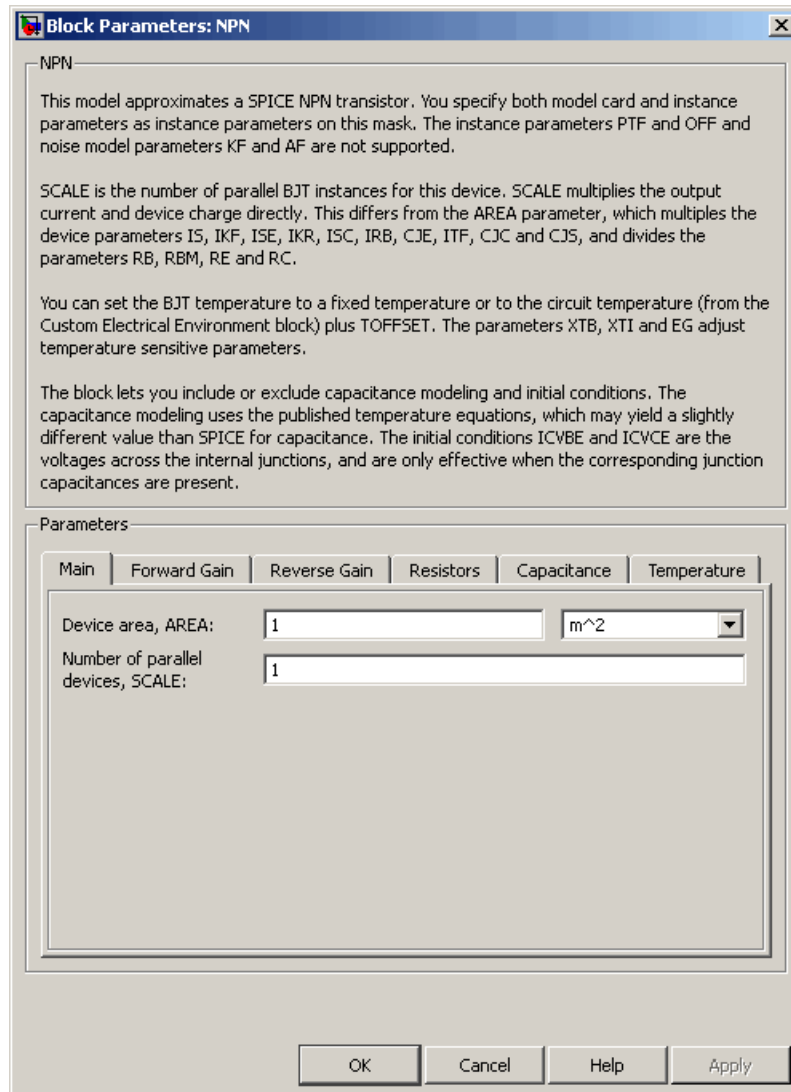 Block Parameters: NPN
NPN
This model approximates a SPICE NPN transistor. You specify both model card and instance
parameters as instance parameters on this mask. The instance parameters PTF and OFF and
noise model parameters KF and AF are not supported.
SCALE is the number of parallel BJT instances for this device. SCALE multiplies the output
current and device charge directly. This differs from the AREA parameter, which multiples the
device parameters IS, IKF, ISE, IKR, ISC, IRB, CJE, ITF, CJC and CJS, and divides the
parameters RB, RBM, RE and RC.
You can set the BJT temperature to a fixed temperature or to the circuit temperature (from the
Custom Electrical Environment block) plus TOFFSET. The parameters XTB, XTI and EG adjust
temperature sensitive parameters.
The block lets you include or exclude capacitance modeling and initial conditions. The
capacitance modeling uses the published temperature equations, which may yield a slightly
different value than SPICE for capacitance. The initial conditions ICVBE and ICVCE are the
voltages across the internal junctions, and are only effective when the corresponding junction
capacitances are present.
Parameters
Main Forward Gain Reverse Gain Resistors Capacitance Temperature
Device area, AREA: 1 m^2
Number of parallel
devices, SCALE: 1
OK Cancel Help Apply